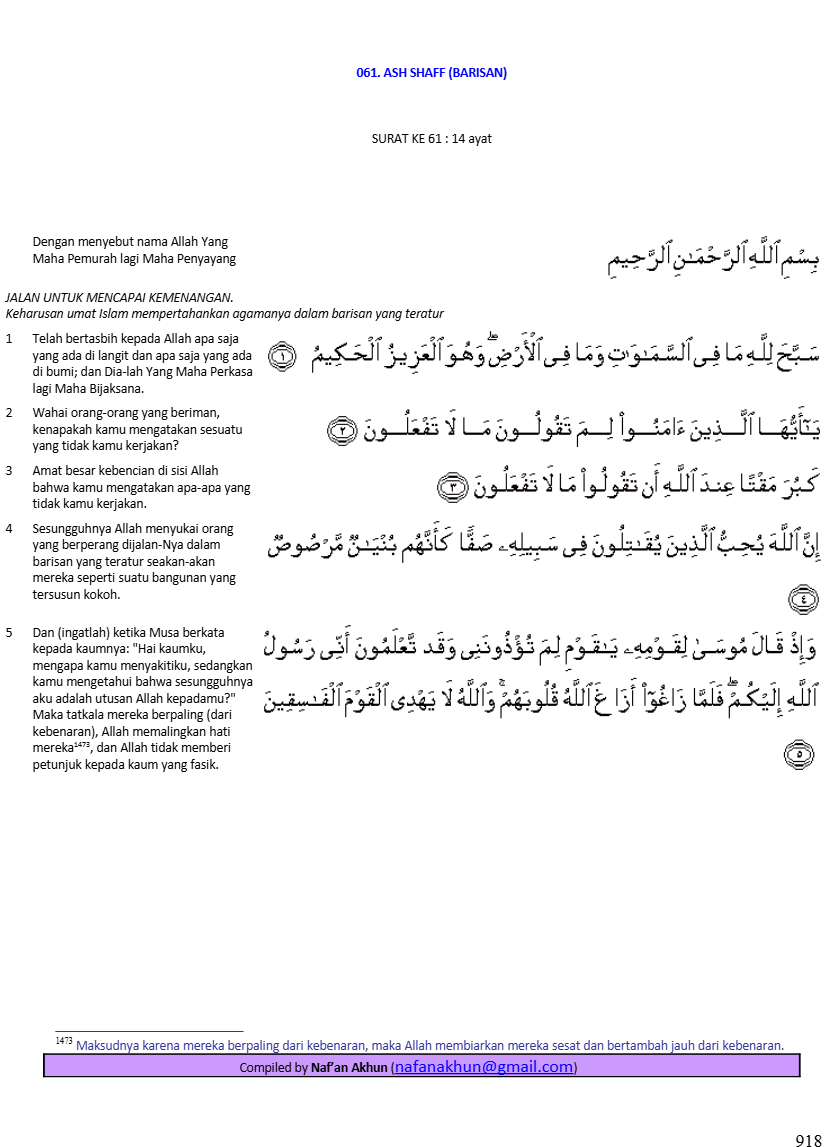 061. ASH SHAFF (BARISAN)
SURAT KE 61 : 14 ayat
Dengan menyebut nama Allah Yang
Maha Pemurah lagi Maha Penyayang
بِسْمِ ٱللَّهِ ٱلرَّحْمَـٰنِ ٱلرَّحِيمِ
JALAN UNTUK MENCAPAI KEMENANGAN.
Keharusan umat Islam mempertahankan agamanya dalam barisan yang teratur
1 Telah bertasbih kepada Allah apa saja
yang ada di langit dan apa saja yang ada
di bumi; dan Dia-lah Yang Maha Perkasa
lagi Maha Bijaksana.
سَبَّحَ لِلَّهِ مَا فِى ٱلسَّمَـٰوَٰتِ وَمَا فِى ٱلْأَرْضِ ۖ وَهُوَ ٱلْعَزِيزُ ٱلْحَكِيمُ ١
2 Wahai orang-orang yang beriman,
kenapakah kamu mengatakan sesuatu
yang tidak kamu kerjakan?
يَـٰٓأَيُّهَا ٱلَّذِينَ ءَامَنُوا۟ لِمَ تَقُولُونَ مَا لَا تَفْعَلُونَ ٢
3 Amat besar kebencian di sisi Allah
bahwa kamu mengatakan apa-apa yang
tidak kamu kerjakan.
كَبُرَ مَقْتًا عِندَ ٱللَّهِ أَن تَقُولُوا۟ مَا لَا تَفْعَلُونَ ٣
4 Sesungguhnya Allah menyukai orang
yang berperang dijalan-Nya dalam
barisan yang teratur seakan-akan
mereka seperti suatu bangunan yang
tersusun kokoh.
إِنَّ ٱللَّهَ يُحِبُّ ٱلَّذِينَ يُقَـٰتِلُونَ فِى سَبِيلِهِۦ صَفًّا كَأَنَّهُم بُنْيَـٰنٌ مَّرْصُوصٌ
٤
5 Dan (ingatlah) ketika Musa berkata
kepada kaumnya: "Hai kaumku,
mengapa kamu menyakitiku, sedangkan
kamu mengetahui bahwa sesungguhnya
aku adalah utusan Allah kepadamu?"
Maka tatkala mereka berpaling (dari
kebenaran), Allah memalingkan hati
mereka1473, dan Allah tidak memberi
petunjuk kepada kaum yang fasik.
وَإِذْ قَالَ مُوسَىٰ لِقَوْمِهِۦ يَـٰقَوْمِ لِمَ تُؤْذُونَنِى وَقَد تَّعْلَمُونَ أَنِّى رَسُولُ
ٱللَّهِ إِلَيْكُمْ ۖ فَلَمَّا زَاغُوٓا۟ أَزَاغَ ٱللَّهُ قُلُوبَهُمْ ۚ وَٱللَّهُ لَا يَهْدِى ٱلْقَوْمَ ٱلْفَـٰسِقِينَ
٥
1473 Maksudnya karena mereka berpaling dari kebenaran, maka Allah membiarkan mereka sesat dan bertambah jauh dari kebenaran.
Compiled by Naf’an Akhun (nafanakhun@gmail.com)
918